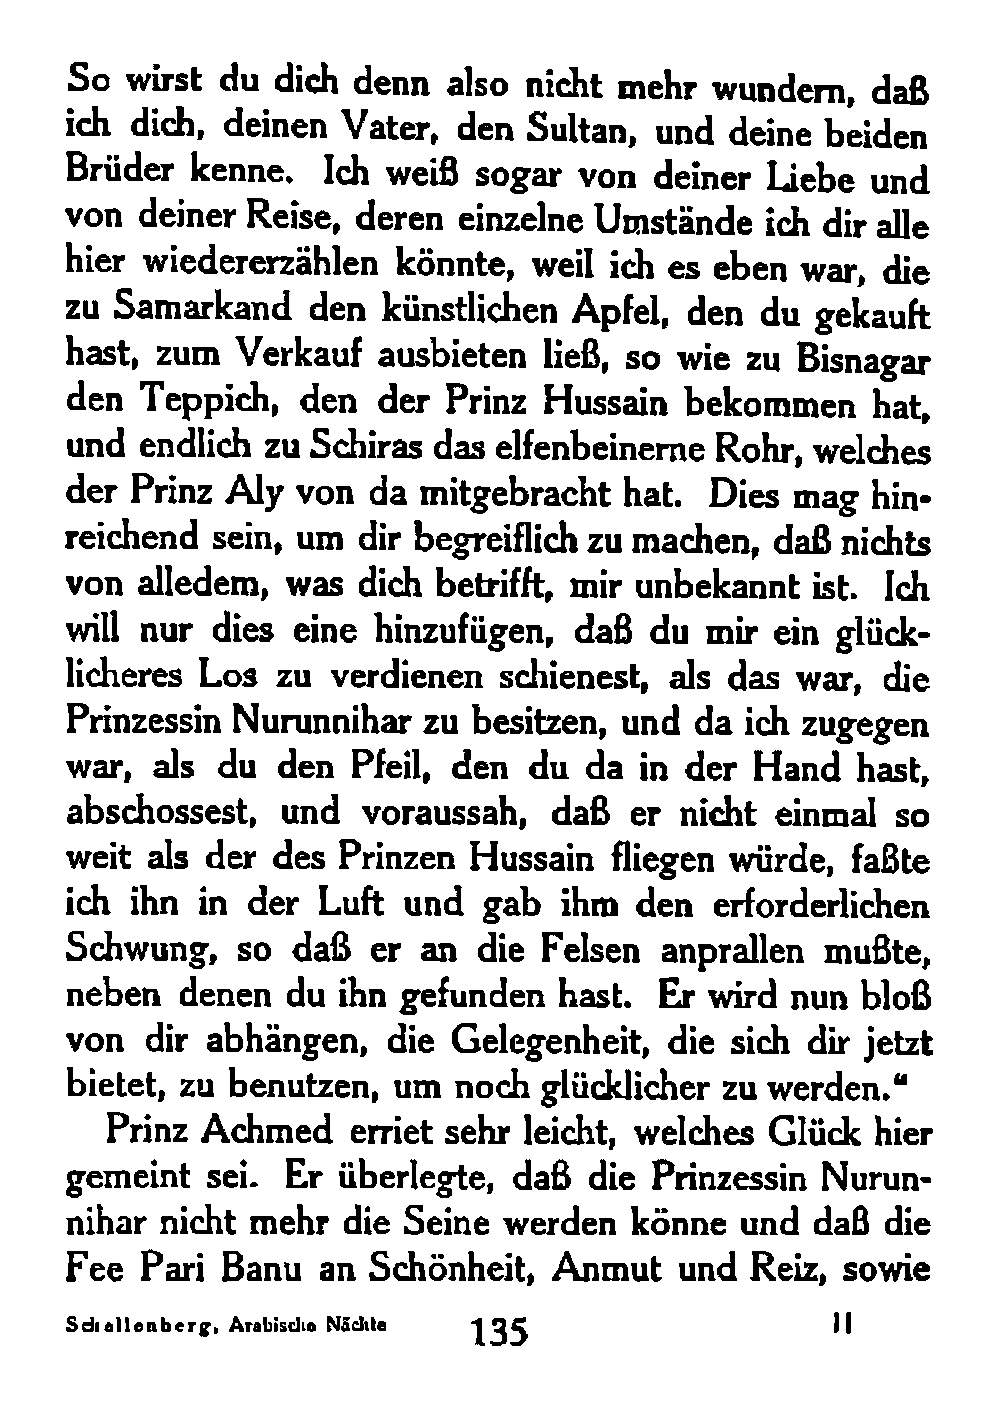 So wirst du dich denn also nicht mehr wundern, daß
ich dich, deinen Vater, den Sultan, und deine beiden
Brüder kenne. Ich weiß sogar von deiner Liebe und
von deiner Reise, deren einzelne Umstände ich dir alle
hier wiedererzählen könnte, weil ich es eben war, die
zu Samarkand den künstlichen Apfel, den du gekauft
hast, zum Verkauf ausbieten ließ, so wie zu Bisnagar
den Teppich, den der Prinz Hussain bekommen hat,
und endlich zu Schiras das elfenbeinerne Rohr, welches
der Prinz Aly von da mitgebracht hat. Dies mag hin-
reichend sein, um dir begreiflich zu machen, daß nichts
von alledem, was dich betrifft, mir unbekannt ist. Ich
will nur dies eine hinzufügen, daß du mir ein glück-
licheres Los zu verdienen schienest, als das war, die
Prinzessin Nurunnihar zu besitzen, und da ich zugegen
war, als du den Pfeil, den du da in der Hand hast,
abschossest, und voraussah, daß er nicht einmal so
weit als der des Prinzen Hussain fliegen würde, faßte
ich ihn in der Luft und gab ihm den erforderlichen
Schwung, so daß er an die Felsen anprallen mußte,
neben denen du ihn gefunden hast. Er wird nun bloß
von dir abhängen, die Gelegenheit, die sich dir jetzt
bietet, zu benutzen, um noch glücklicher zu werden.“
Prinz Achmed erriet sehr leicht, welches Glück hier
gemeint sei. Er überlegte, daß die Prinzessin Nurun-
nihar nicht mehr die Seine werden könne und daß die
Fee Pari Banu an Schönheit, Anmut und Reiz, sowie
Schallenberg, Arabische Nächte 135 II